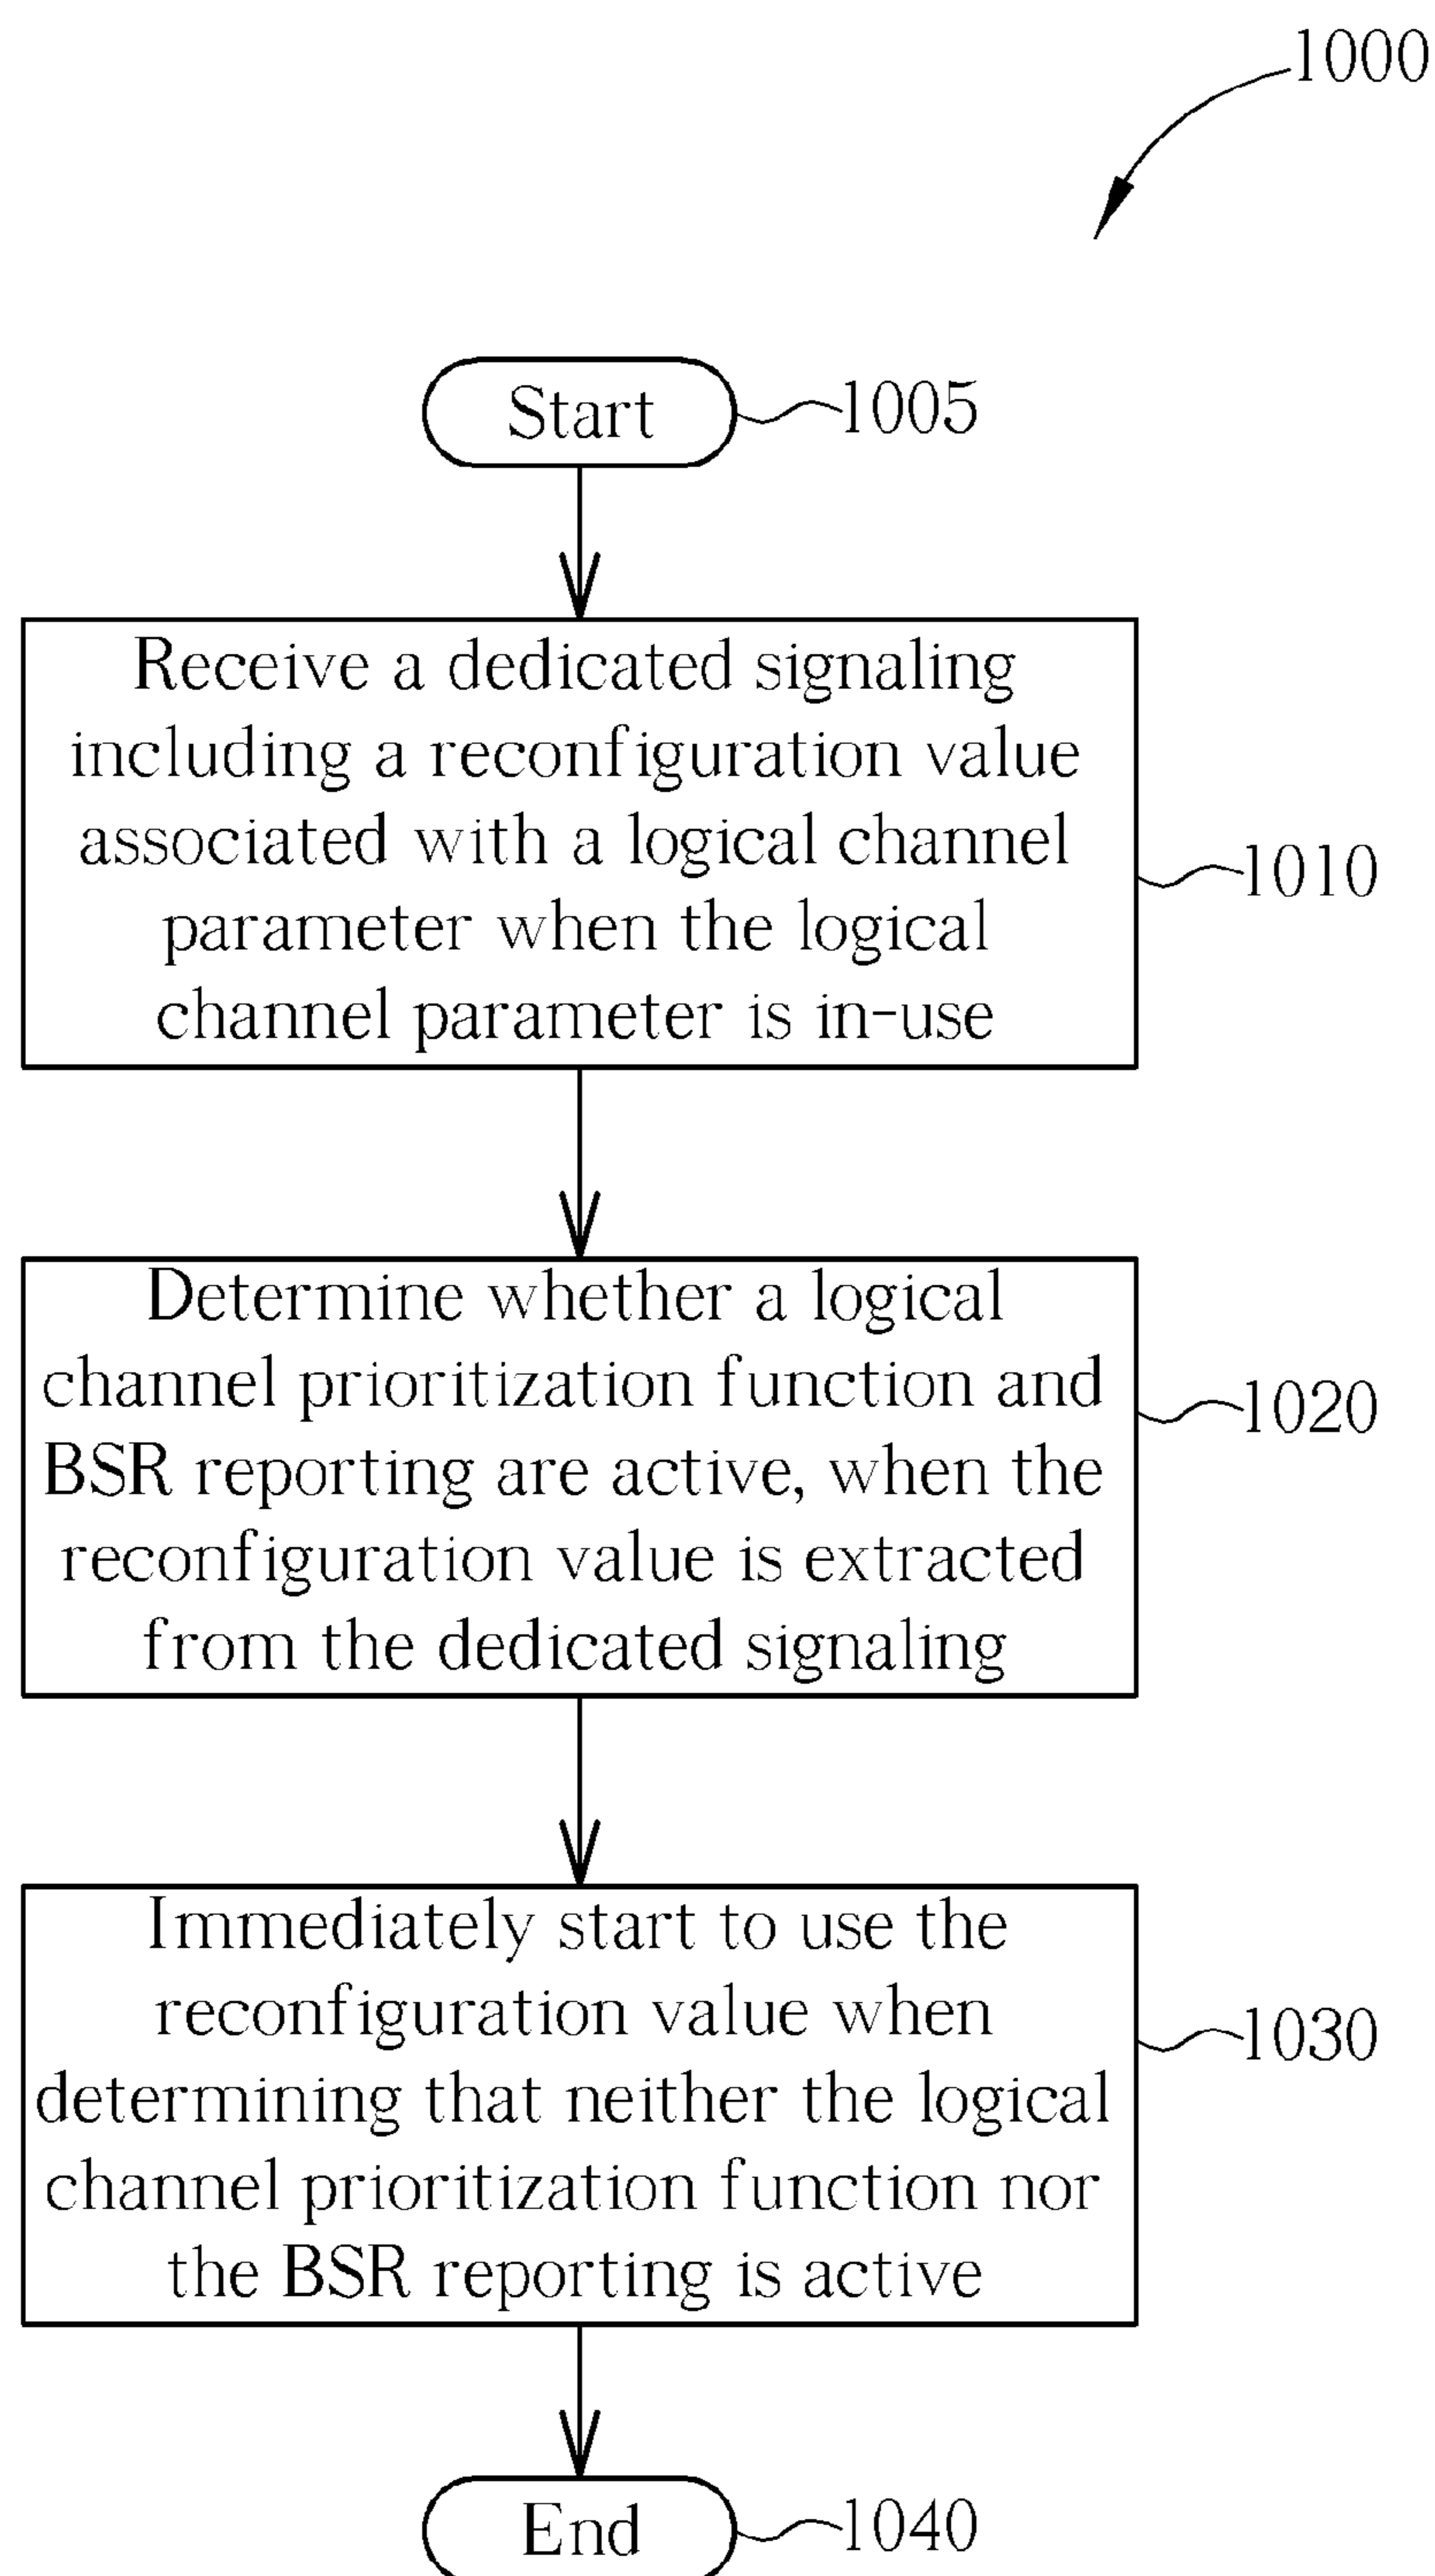 1000
Start
1005
Receive a dedicated signaling
including a reconfiguration value
associated with a logical channel
parameter when the logical
channel parameter is in-use
1010
Determine whether a logical
channel prioritization function and
BSR reporting are active, when the
reconfiguration value is extracted
from the dedicated signaling
1020
Immediately start to use the
reconfiguration value when
determining that neither the logical
channel prioritization function nor
the BSR reporting is active
1030
End
1040